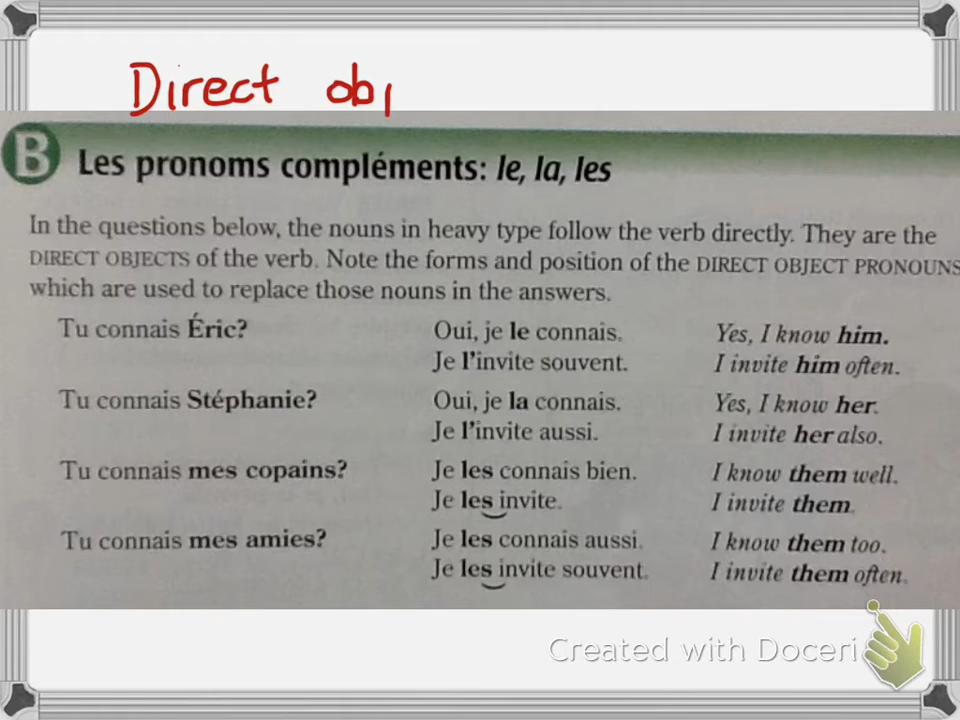 Direct obj
B Les pronoms compléments: le, la, les
In the questions below, the nouns in heavy type follow the verb directly. They are the
DIRECT OBJECTS of the verb. Note the forms and position of the DIRECT OBJECT PRONOUNS
which are used to replace those nouns in the answers.
Tu connais Éric? Oui, je le connais. Yes, I know him.
Je l'invite souvent. I invite him often.
Tu connais Stéphanie? Oui, je la connais. Yes, I know her.
Je l'invite aussi. I invite her also.
Tu connais mes copains? Je les connais bien. I know them well.
Je les invite. I invite them.
Tu connais mes amies? Je les connais aussi. I know them too.
Je les invite souvent. I invite them often.
Created with Doceri